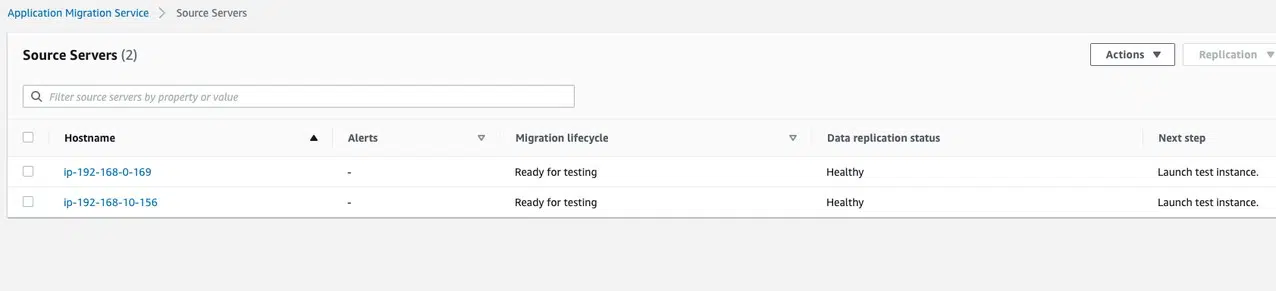 Application Migration Service > Source Servers
Source Servers (2)
Actions Replication
Filter source servers by property or value
Hostname Alerts Migration lifecycle Data replication status Next step
ip-192-168-0-169 - Ready for testing Healthy Launch test instance.
ip-192-168-10-156 - Ready for testing Healthy Launch test instance.